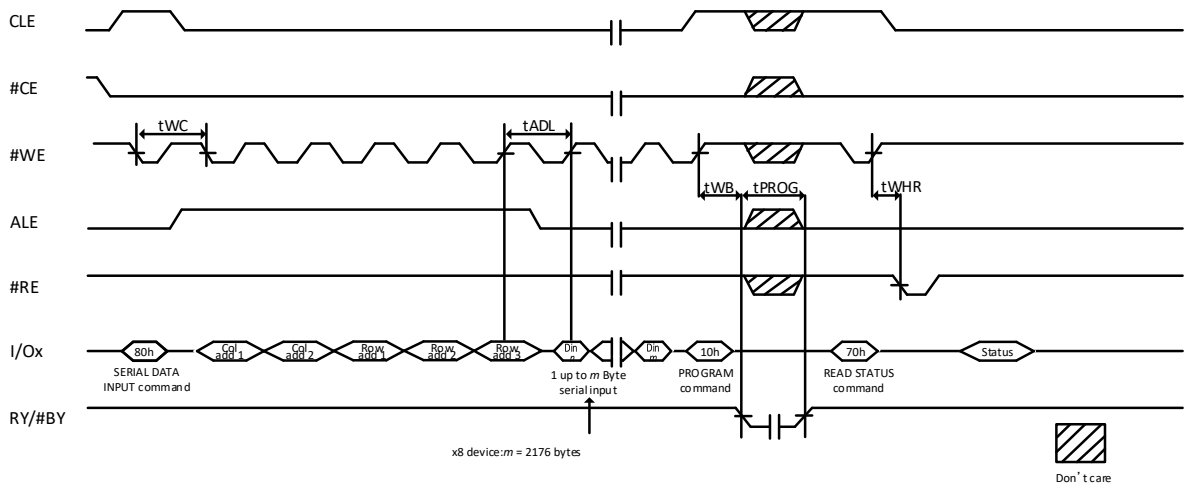 CLE
#CE
tWC
tADL
#WE
tWB
tPROG
tWHR
ALE
#RE
I/Ox
80h
Col
add 1
Col
add 2
Row
add 1
Row
add 2
Row
add 3
Din
n
Din
m
10h
70h
Status
SERIAL DATA
INPUT command
1 up to m Byte
serial input
PROGRAM
command
READ STATUS
command
RY/#BY
x8 device:m = 2176 bytes
Don't care